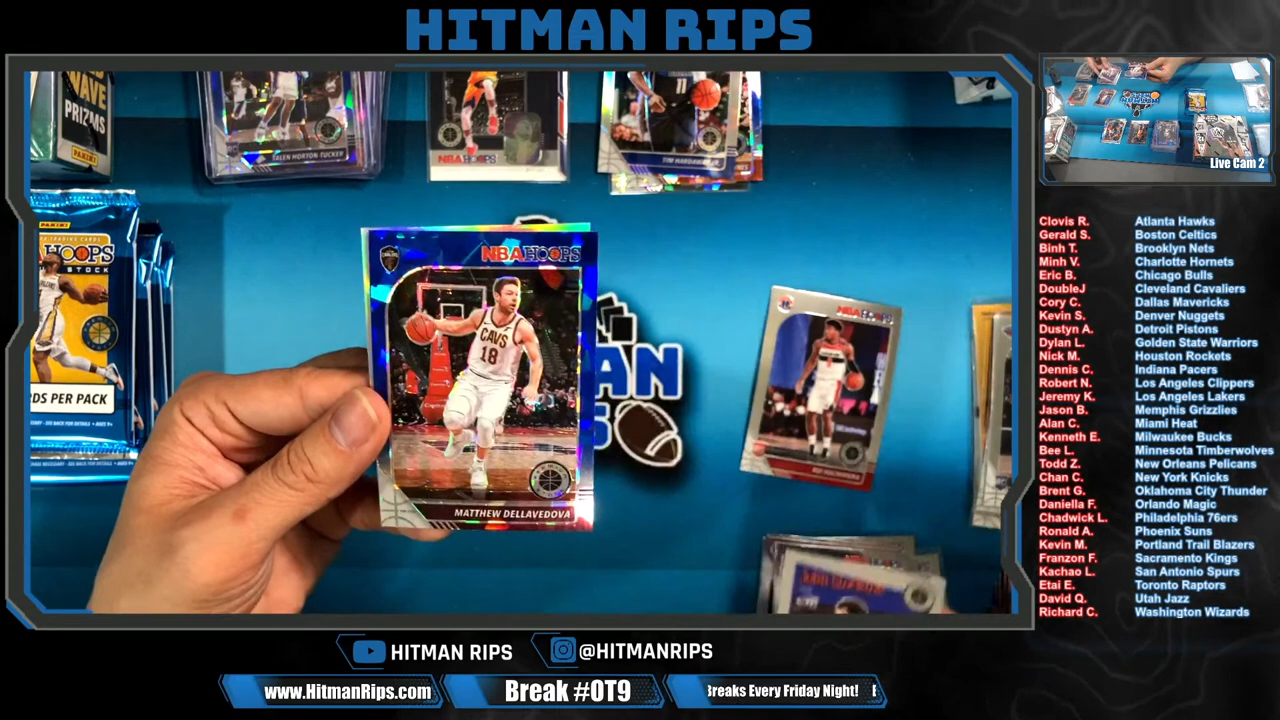 HITMAN RIPS
WAVE
PRIZMS
PANINI
TALEN HORTON-TUCKER
NBA HOOPS
TIM HARDAWAY JR.
Live Cam 2
PANINI
HOOPS
STOCK
RDS PER PACK
NBA HOOPS
CAVS
18
MATTHEW DELLAVEDOVA
NBA HOOPS
11
AN
Clovis R. Atlanta Hawks
Gerald S. Boston Celtics
Binh T. Brooklyn Nets
Minh V. Charlotte Hornets
Eric B. Chicago Bulls
DoubleJ Cleveland Cavaliers
Cory C. Dallas Mavericks
Kevin S. Denver Nuggets
Dustyn A. Detroit Pistons
Dylan L. Golden State Warriors
Nick M. Houston Rockets
Dennis C. Indiana Pacers
Robert N. Los Angeles Clippers
Jeremy K. Los Angeles Lakers
Jason B. Memphis Grizzlies
Alan C. Miami Heat
Kenneth E. Milwaukee Bucks
Bee L. Minnesota Timberwolves
Todd Z. New Orleans Pelicans
Chan C. New York Knicks
Brent G. Oklahoma City Thunder
Daniella F. Orlando Magic
Chadwick L. Philadelphia 76ers
Ronald A. Phoenix Suns
Kevin M. Portland Trail Blazers
Franzon F. Sacramento Kings
Kachao L. San Antonio Spurs
Etai E. Toronto Raptors
David Q. Utah Jazz
Richard C. Washington Wizards
HITMAN RIPS
@HITMANRIPS
www.HitmanRips.com
Break #OT9
Breaks Every Friday Night!